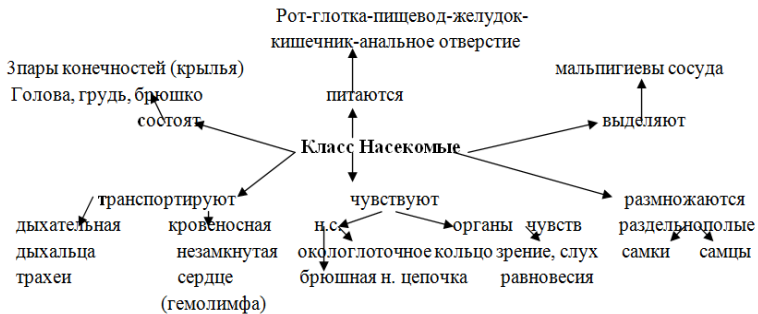 Рот-глотка-пищевод-желудок-
кишечник-анальное отверстие
3пары конечностей (крылья)
Голова, грудь, брюшко
питаются
мальпигиевы сосуда
состоят
выделяют
Класс Насекомые
транспортируют
чувствуют
размножаются
дыхательная
кровеносная
н.с.
органы чувств
раздельнополые
дыхальца
незамкнутая
окологлоточное кольцо
зрение, слух
самки
самцы
трахеи
сердце
брюшная н. цепочка
равновесия
(гемолимфа)